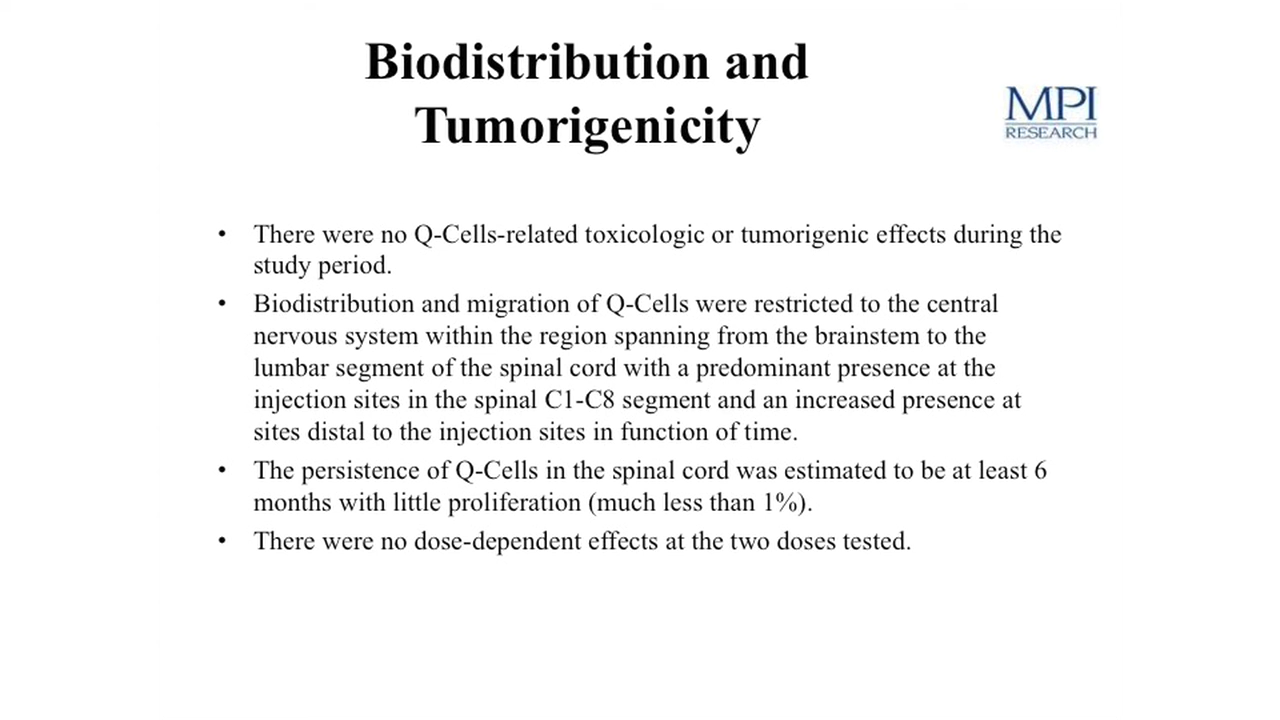 Biodistribution and
Tumorigenicity
MPI
RESEARCH
• There were no Q-Cells-related toxicologic or tumorigenic effects during the
study period.
• Biodistribution and migration of Q-Cells were restricted to the central
nervous system within the region spanning from the brainstem to the
lumbar segment of the spinal cord with a predominant presence at the
injection sites in the spinal C1-C8 segment and an increased presence at
sites distal to the injection sites in function of time.
• The persistence of Q-Cells in the spinal cord was estimated to be at least 6
months with little proliferation (much less than 1%).
• There were no dose-dependent effects at the two doses tested.